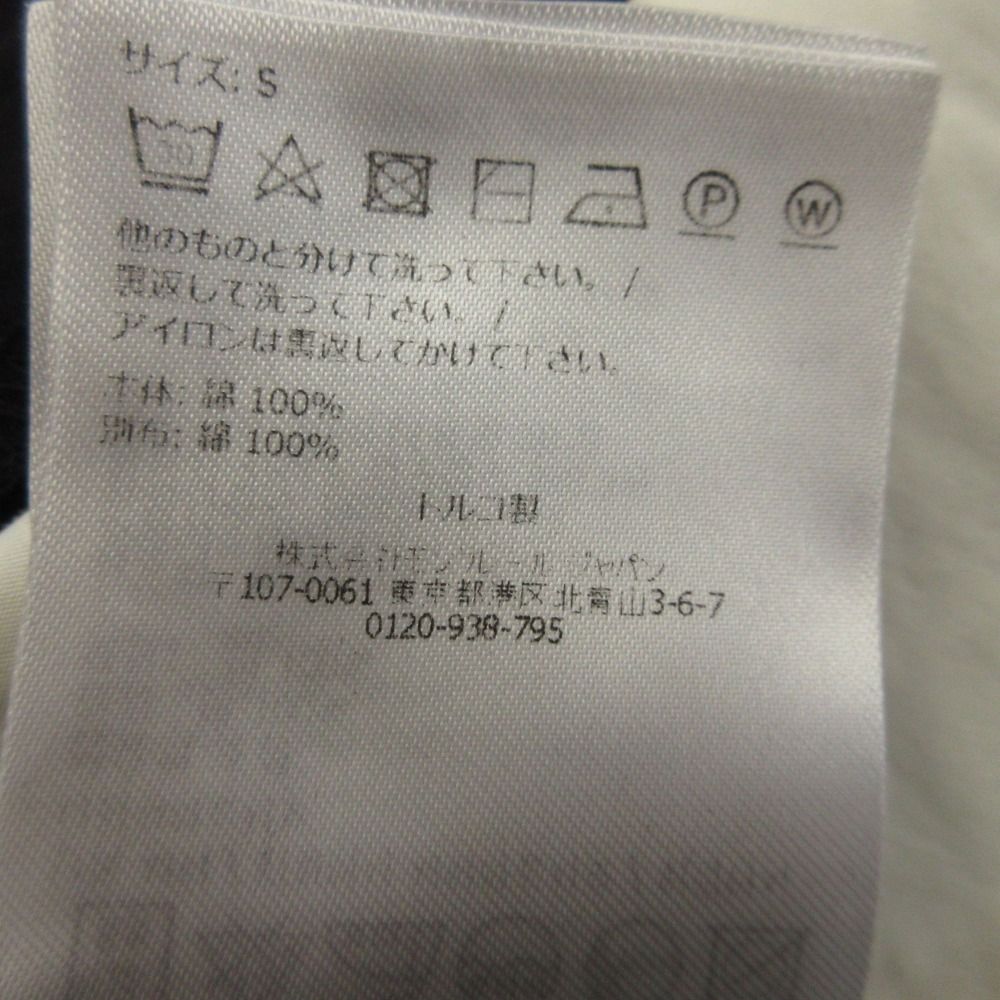 サイズ: S
30
P W
他のものと分けて洗って下さい。 /
裏返して洗って下さい。 /
アイロンは裏返してかけて下さい。
本体: 綿 100%
別布: 綿 100%
トルコ製
株式会社モンクレール ジャパン
〒107-0061 東京都港区北青山3-6-7
0120-938-795